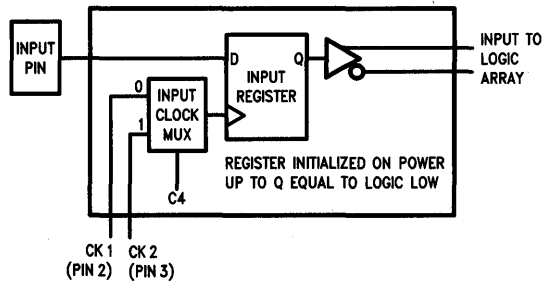 INPUT
PIN
D
Q
INPUT
REGISTER
INPUT TO
LOGIC
ARRAY
0
1
INPUT
CLOCK
MUX
C4
REGISTER INITIALIZED ON POWER
UP TO Q EQUAL TO LOGIC LOW
CK 1
(PIN 2)
CK 2
(PIN 3)